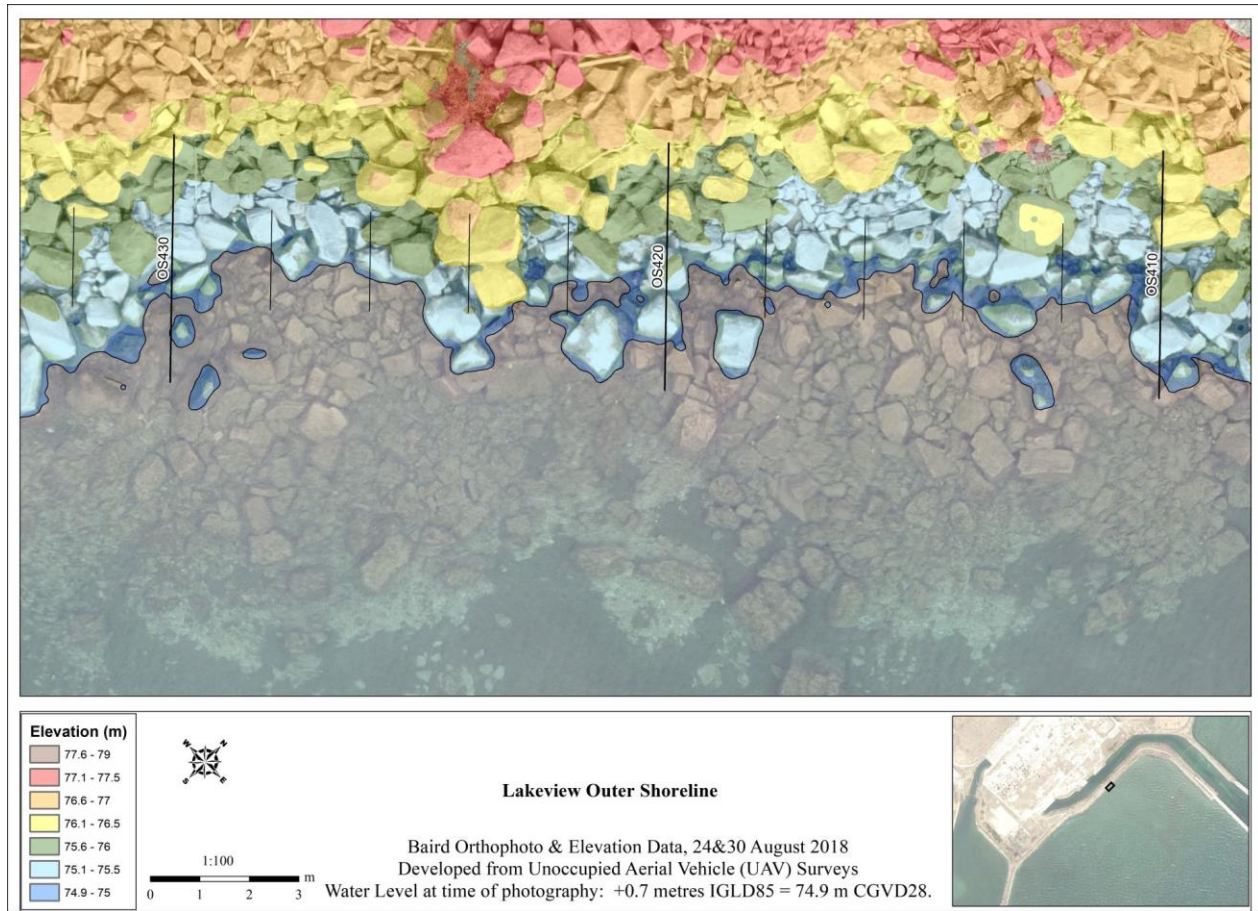 OS430
OS420
OS410
Elevation (m)
77.6 - 79
77.1 - 77.5
76.6 - 77
76.1 - 76.5
75.6 - 76
75.1 - 75.5
74.9 - 75
W N
S E
1:100
0 1 2 3 m
Lakeview Outer Shoreline
Baird Orthophoto & Elevation Data, 24&30 August 2018
Developed from Unoccupied Aerial Vehicle (UAV) Surveys
Water Level at time of photography: +0.7 metres IGLD85 = 74.9 m CGVD28.